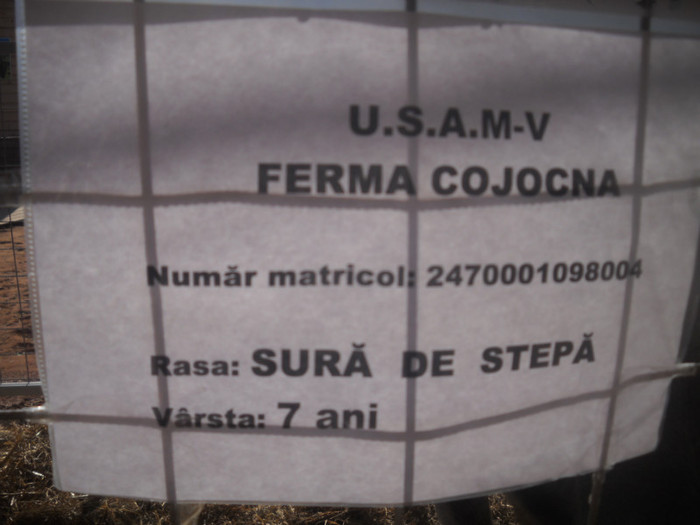 U.S.A.M-V
FERMA COJOCNA
Număr matricol: 2470001098004
Rasa: SURĂ DE STEPĂ
Vârsta: 7 ani